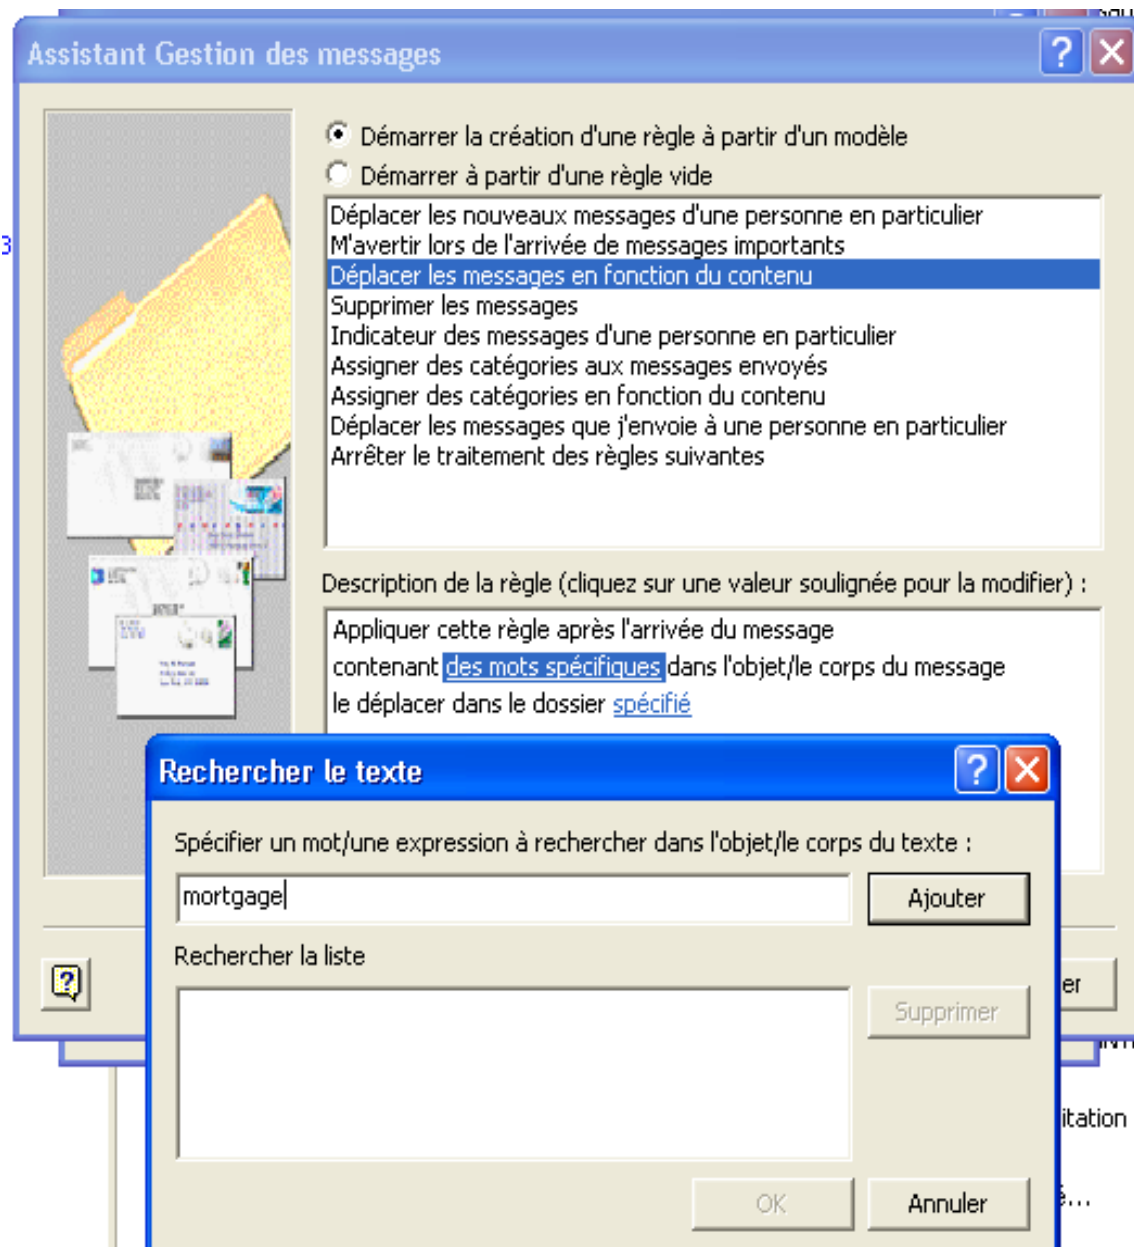 Assistant Gestion des messages
Démarrer la création d'une règle à partir d'un modèle
Démarrer à partir d'une règle vide
3
Déplacer les nouveaux messages d'une personne en particulier
M'avertir lors de l'arrivée de messages importants
Déplacer les messages en fonction du contenu
Supprimer les messages
Indicateur des messages d'une personne en particulier
Assigner des catégories aux messages envoyés
Assigner des catégories en fonction du contenu
Déplacer les messages que j'envoie à une personne en particulier
Arrêter le traitement des règles suivantes
Description de la règle (cliquez sur une valeur soulignée pour la modifier) :
Appliquer cette règle après l'arrivée du message
contenant des mots spécifiques dans l'objet/le corps du message
le déplacer dans le dossier spécifié
Rechercher le texte
Spécifier un mot/une expression à rechercher dans l'objet/le corps du texte :
mortgage
Ajouter
Rechercher la liste
er
Supprimer
itation
OK
Annuler